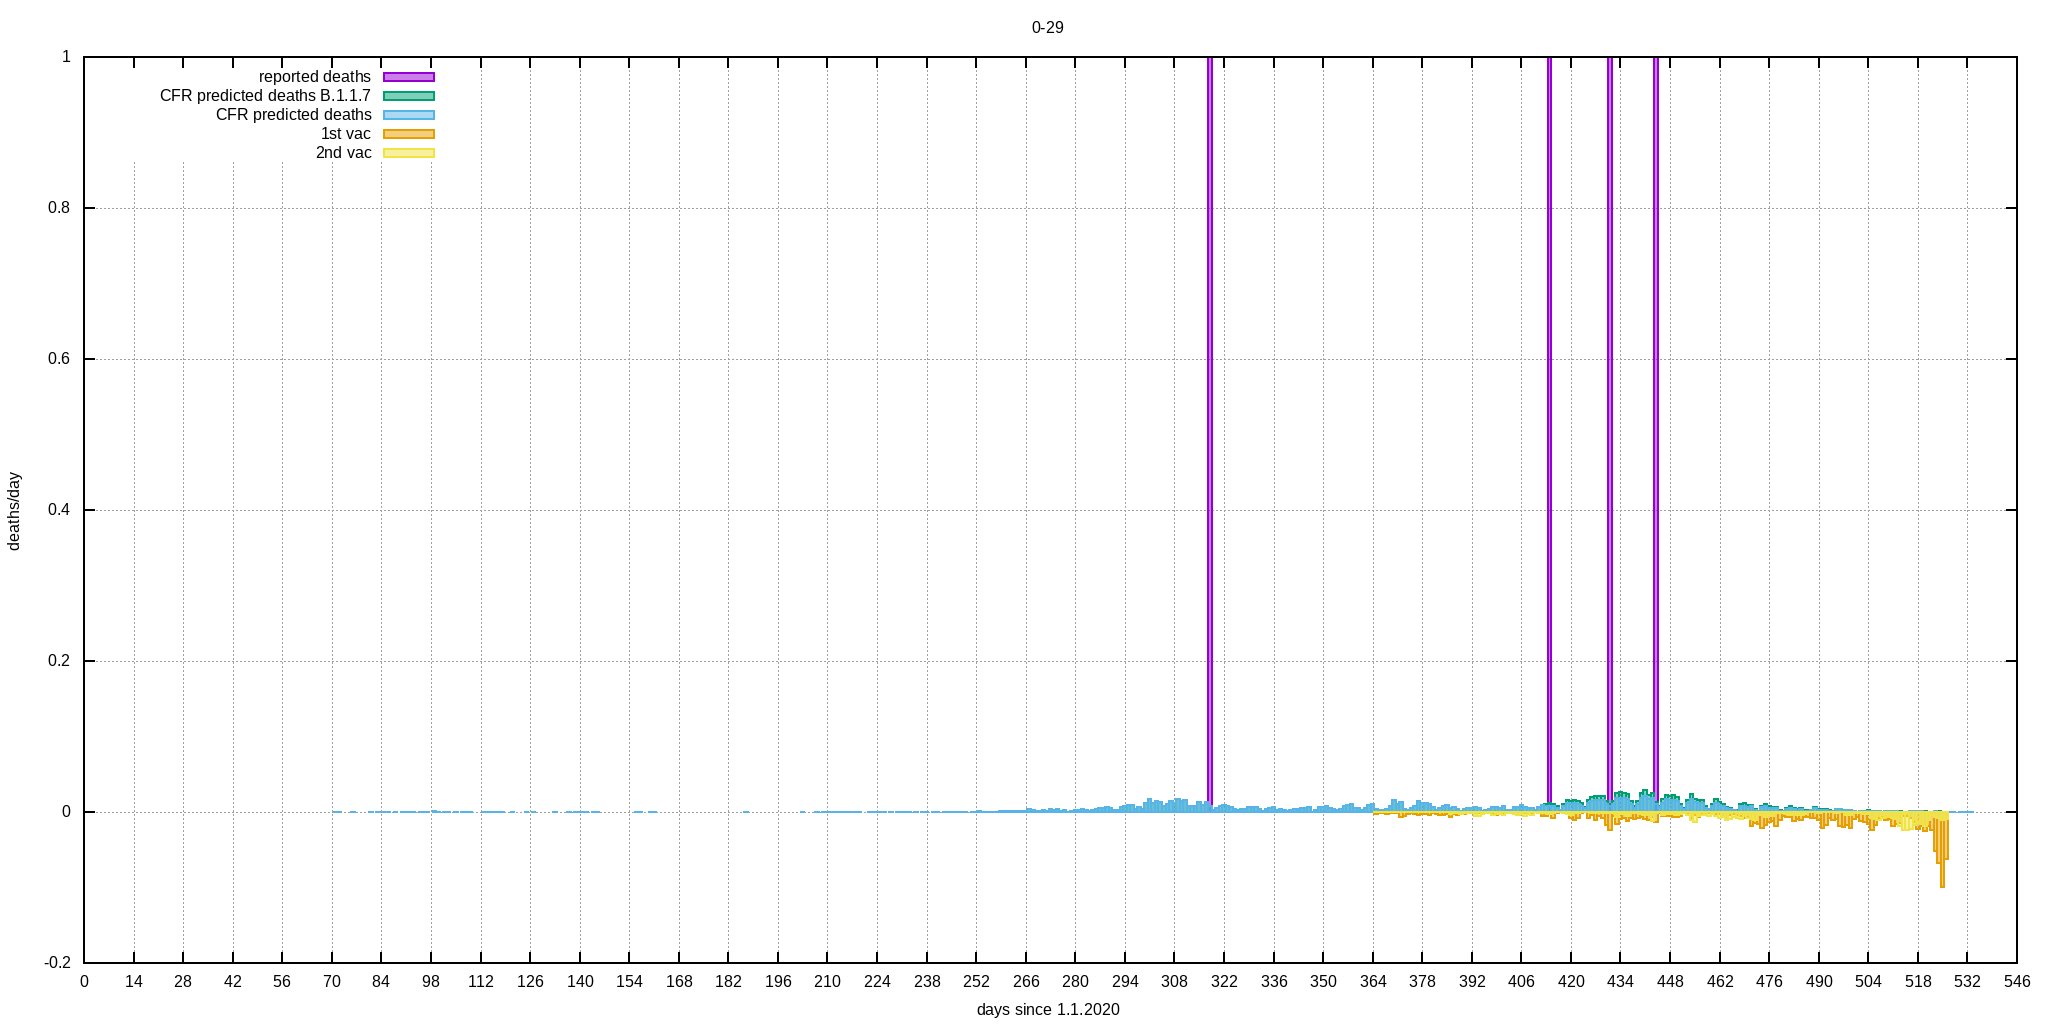 0-29
reported deaths
CFR predicted deaths B.1.1.7
CFR predicted deaths
1st vac
2nd vac
1
0.8
0.6
0.4
0.2
0
-0.2
deaths/day
0 14 28 42 56 70 84 98 112 126 140 154 168 182 196 210 224 238 252 266 280 294 308 322 336 350 364 378 392 406 420 434 448 462 476 490 504 518 532 546
days since 1.1.2020